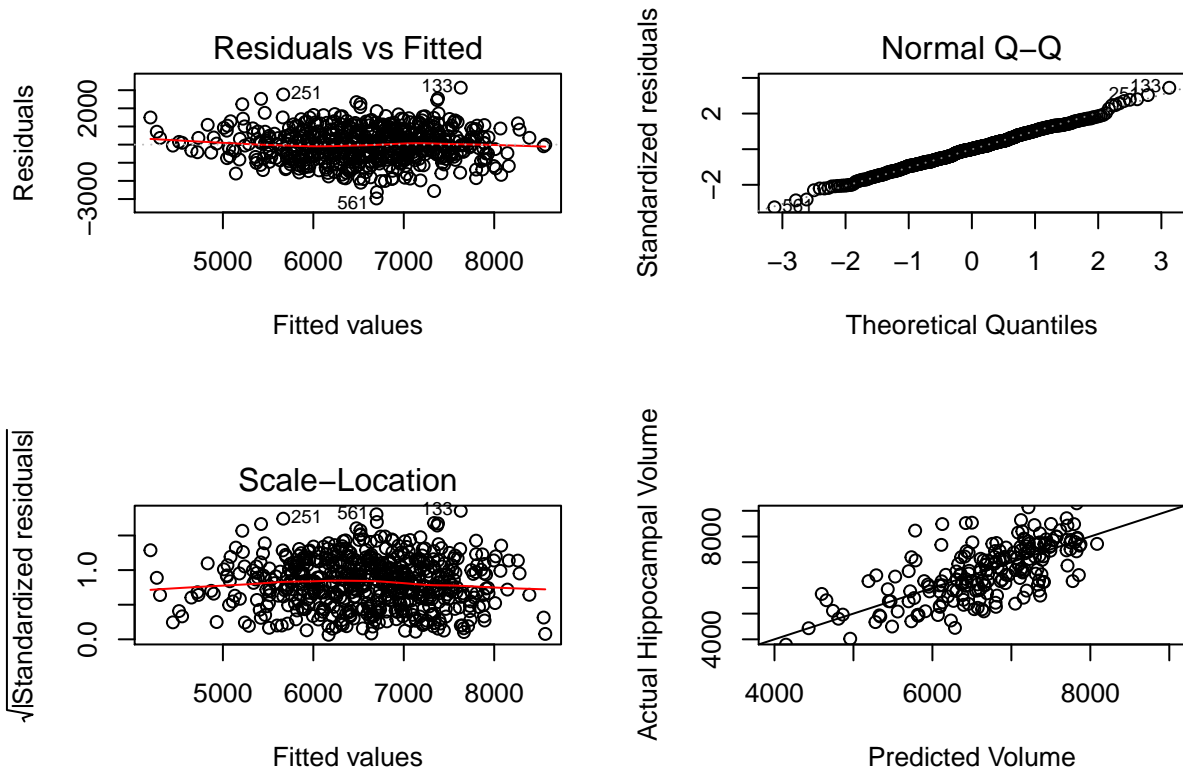 Residuals vs Fitted
Residuals
2000
−3000
251
133
561
5000 6000 7000 8000
Fitted values
Normal Q−Q
Standardized residuals
2
−2
133
251
561
−3 −2 −1 0 1 2 3
Theoretical Quantiles
Scale−Location
√|Standardized residuals|
1.0
0.0
251
561
133
5000 6000 7000 8000
Fitted values
Actual Hippocampal Volume
8000
4000
4000 6000 8000
Predicted Volume